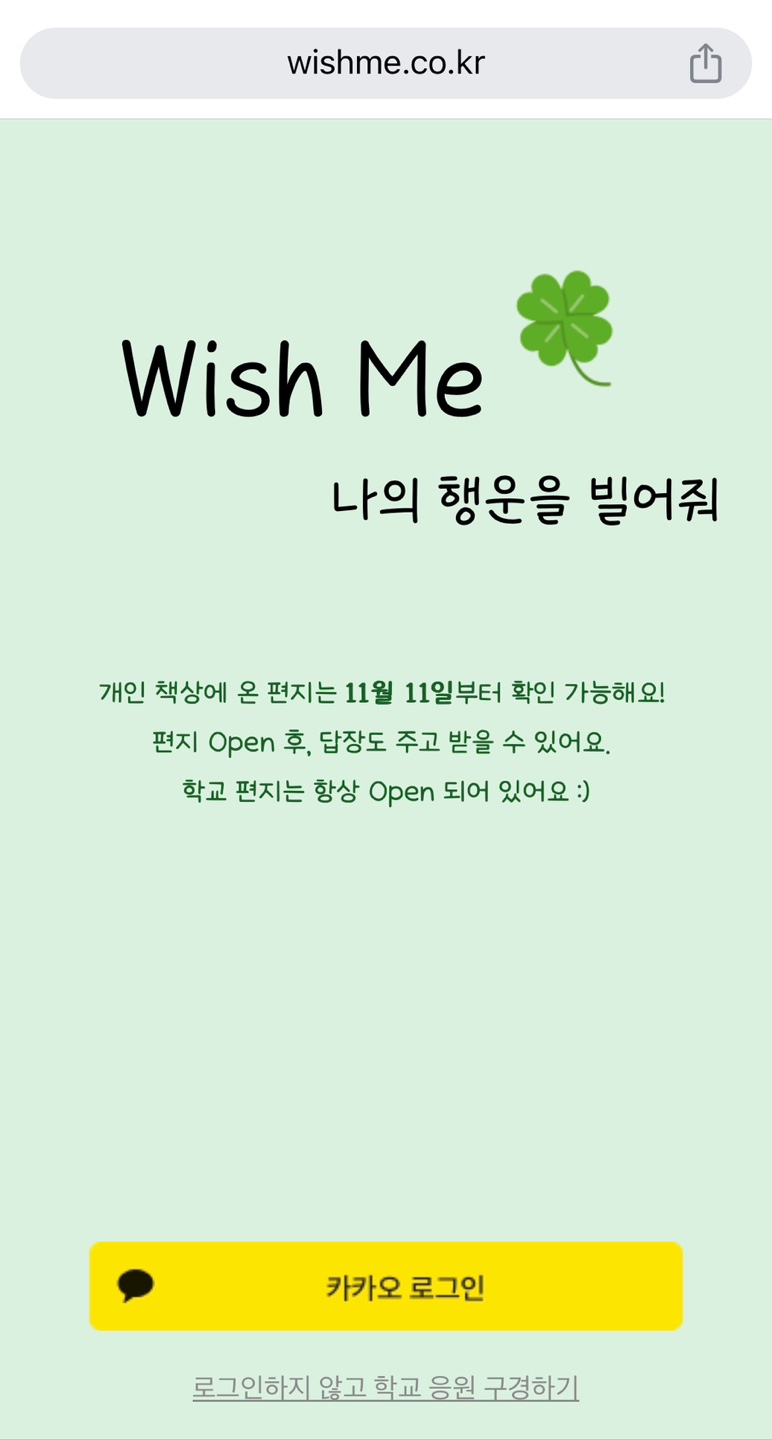 wishme.co.kr
Wish Me
나의 행운을 빌어줘
개인 책상에 온 편지는 11월 11일부터 확인 가능해요!
편지 Open 후, 답장도 주고 받을 수 있어요.
학교 편지는 항상 Open 되어 있어요 :)
카카오 로그인
로그인하지 않고 학교 응원 구경하기